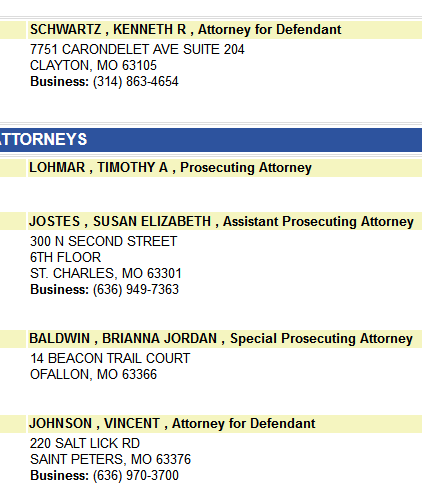 SCHWARTZ , KENNETH R , Attorney for Defendant
7751 CARONDELET AVE SUITE 204
CLAYTON, MO 63105
Business: (314) 863-4654
ATTORNEYS
LOHMAR , TIMOTHY A , Prosecuting Attorney
JOSTES , SUSAN ELIZABETH , Assistant Prosecuting Attorney
300 N SECOND STREET
6TH FLOOR
ST. CHARLES, MO 63301
Business: (636) 949-7363
BALDWIN , BRIANNA JORDAN , Special Prosecuting Attorney
14 BEACON TRAIL COURT
OFALLON, MO 63366
JOHNSON , VINCENT , Attorney for Defendant
220 SALT LICK RD
SAINT PETERS, MO 63376
Business: (636) 970-3700